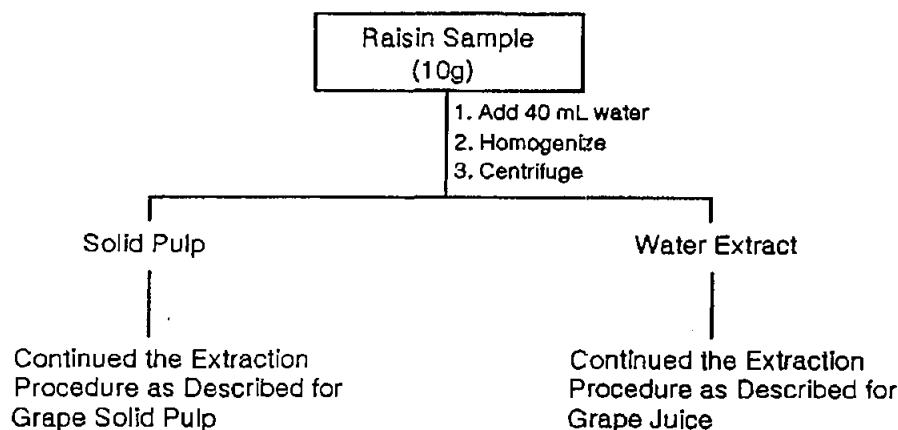 Raisin Sample
(10g)
1. Add 40 mL water
2. Homogenize
3. Centrifuge
Solid Pulp
Water Extract
Continued the Extraction
Procedure as Described for
Grape Solid Pulp
Continued the Extraction
Procedure as Described for
Grape Juice